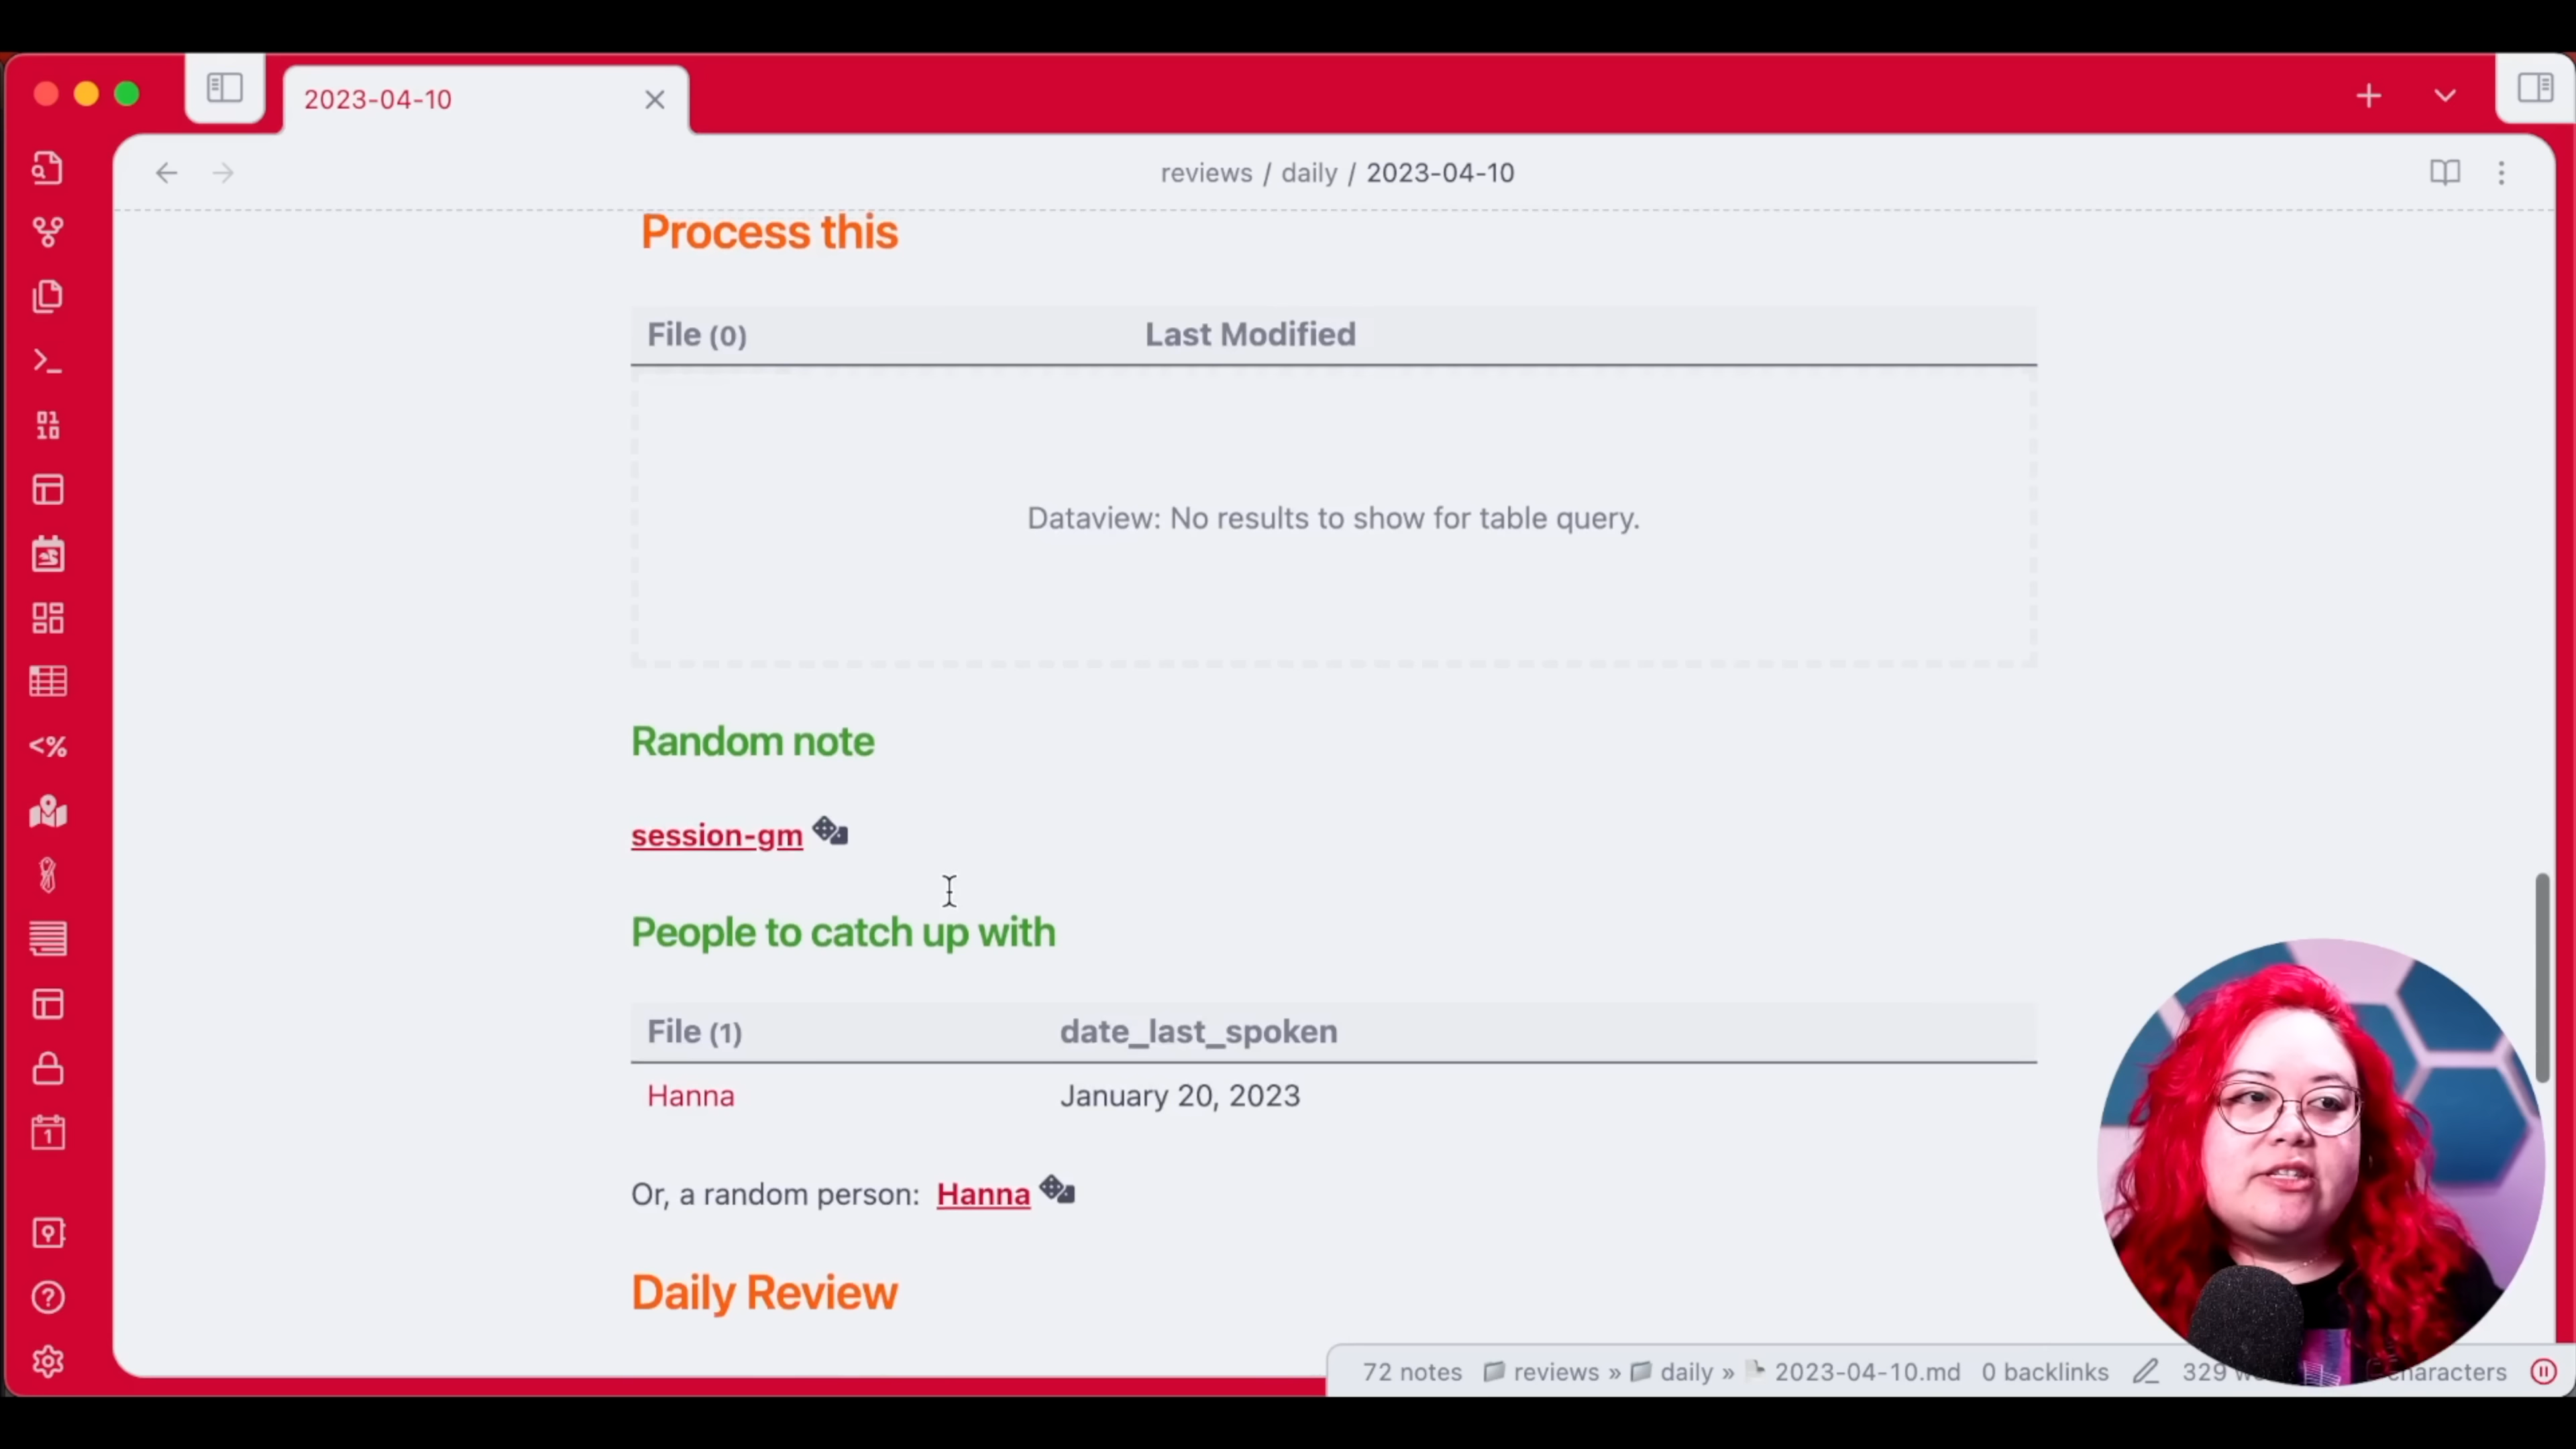 2023-04-10
reviews / daily / 2023-04-10
Process this
File (0) Last Modified
Dataview: No results to show for table query.
Random note
session-gm
People to catch up with
File (1) date_last_spoken
Hanna January 20, 2023
Or, a random person: Hanna
Daily Review
72 notes reviews » daily » 2023-04-10.md 0 backlinks 329